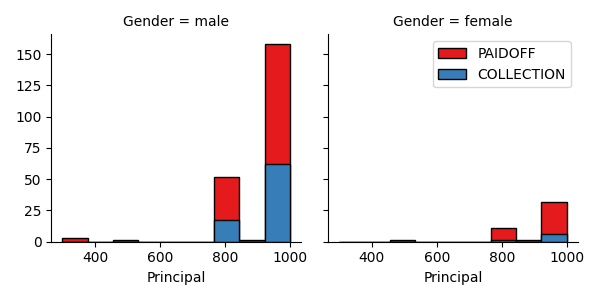 Gender = male
Gender = female
150
125
100
75
50
25
0
PAIDOFF
COLLECTION
400
600
800
1000
400
600
800
1000
Principal
Principal